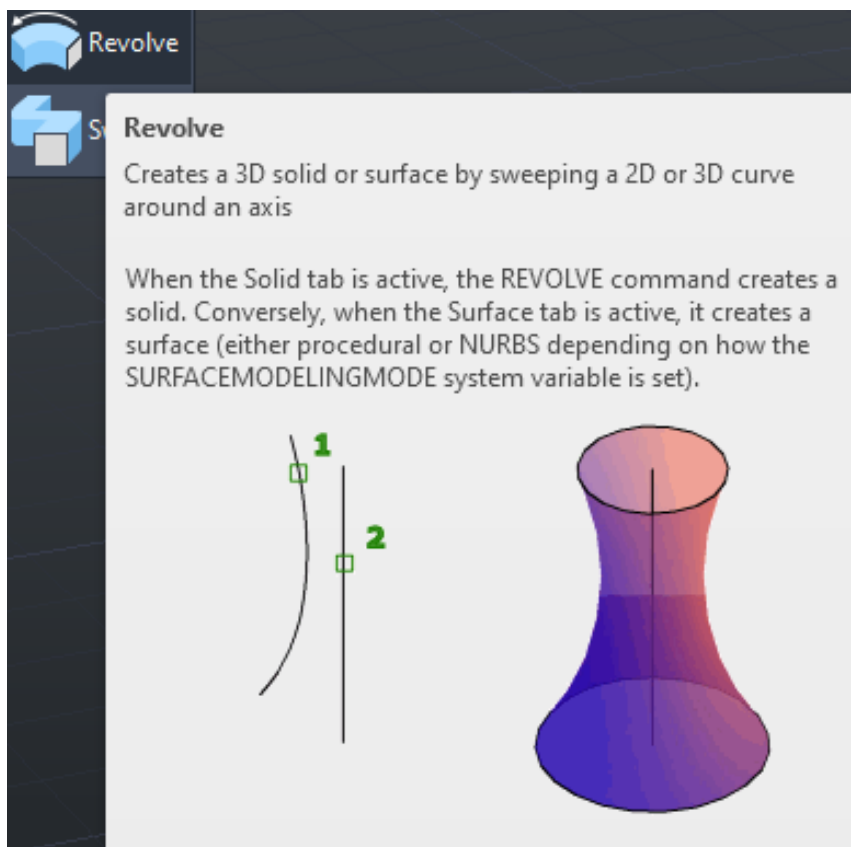 Revolve
Sw
Revolve
Creates a 3D solid or surface by sweeping a 2D or 3D curve
around an axis
When the Solid tab is active, the REVOLVE command creates a
solid. Conversely, when the Surface tab is active, it creates a
surface (either procedural or NURBS depending on how the
SURFACEMODELINGMODE system variable is set).
1
2